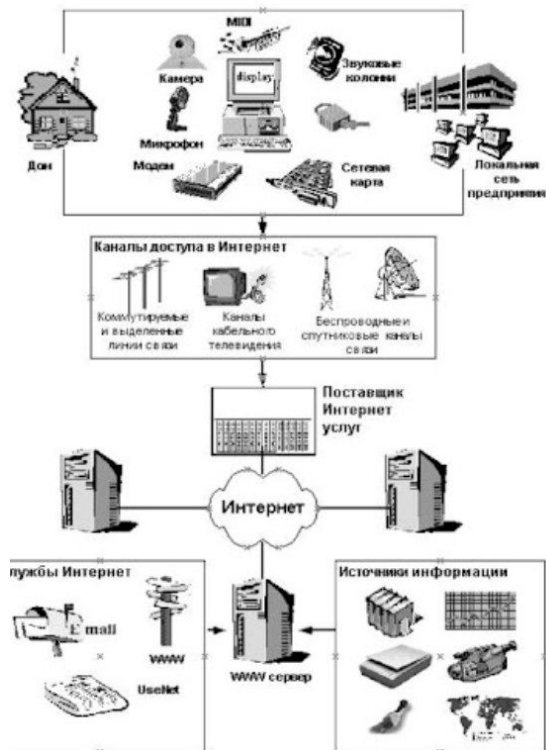 MIDI
Камера
display
Звуковые
колонки
Микрофон
Дом
Модем
Сетевая
карта
Локальная
сеть
предприятия
Каналы доступа в Интернет
Коммутируемые
и выделенные
линии связи
Каналы
кабельного
телевидения
Беспроводные и
спутниковые каналы
связи
Поставщик
Интернет
услуг
Интернет
лужбы Интернет
E mail
WWW
UseNet
WWW сервер
Источники информации